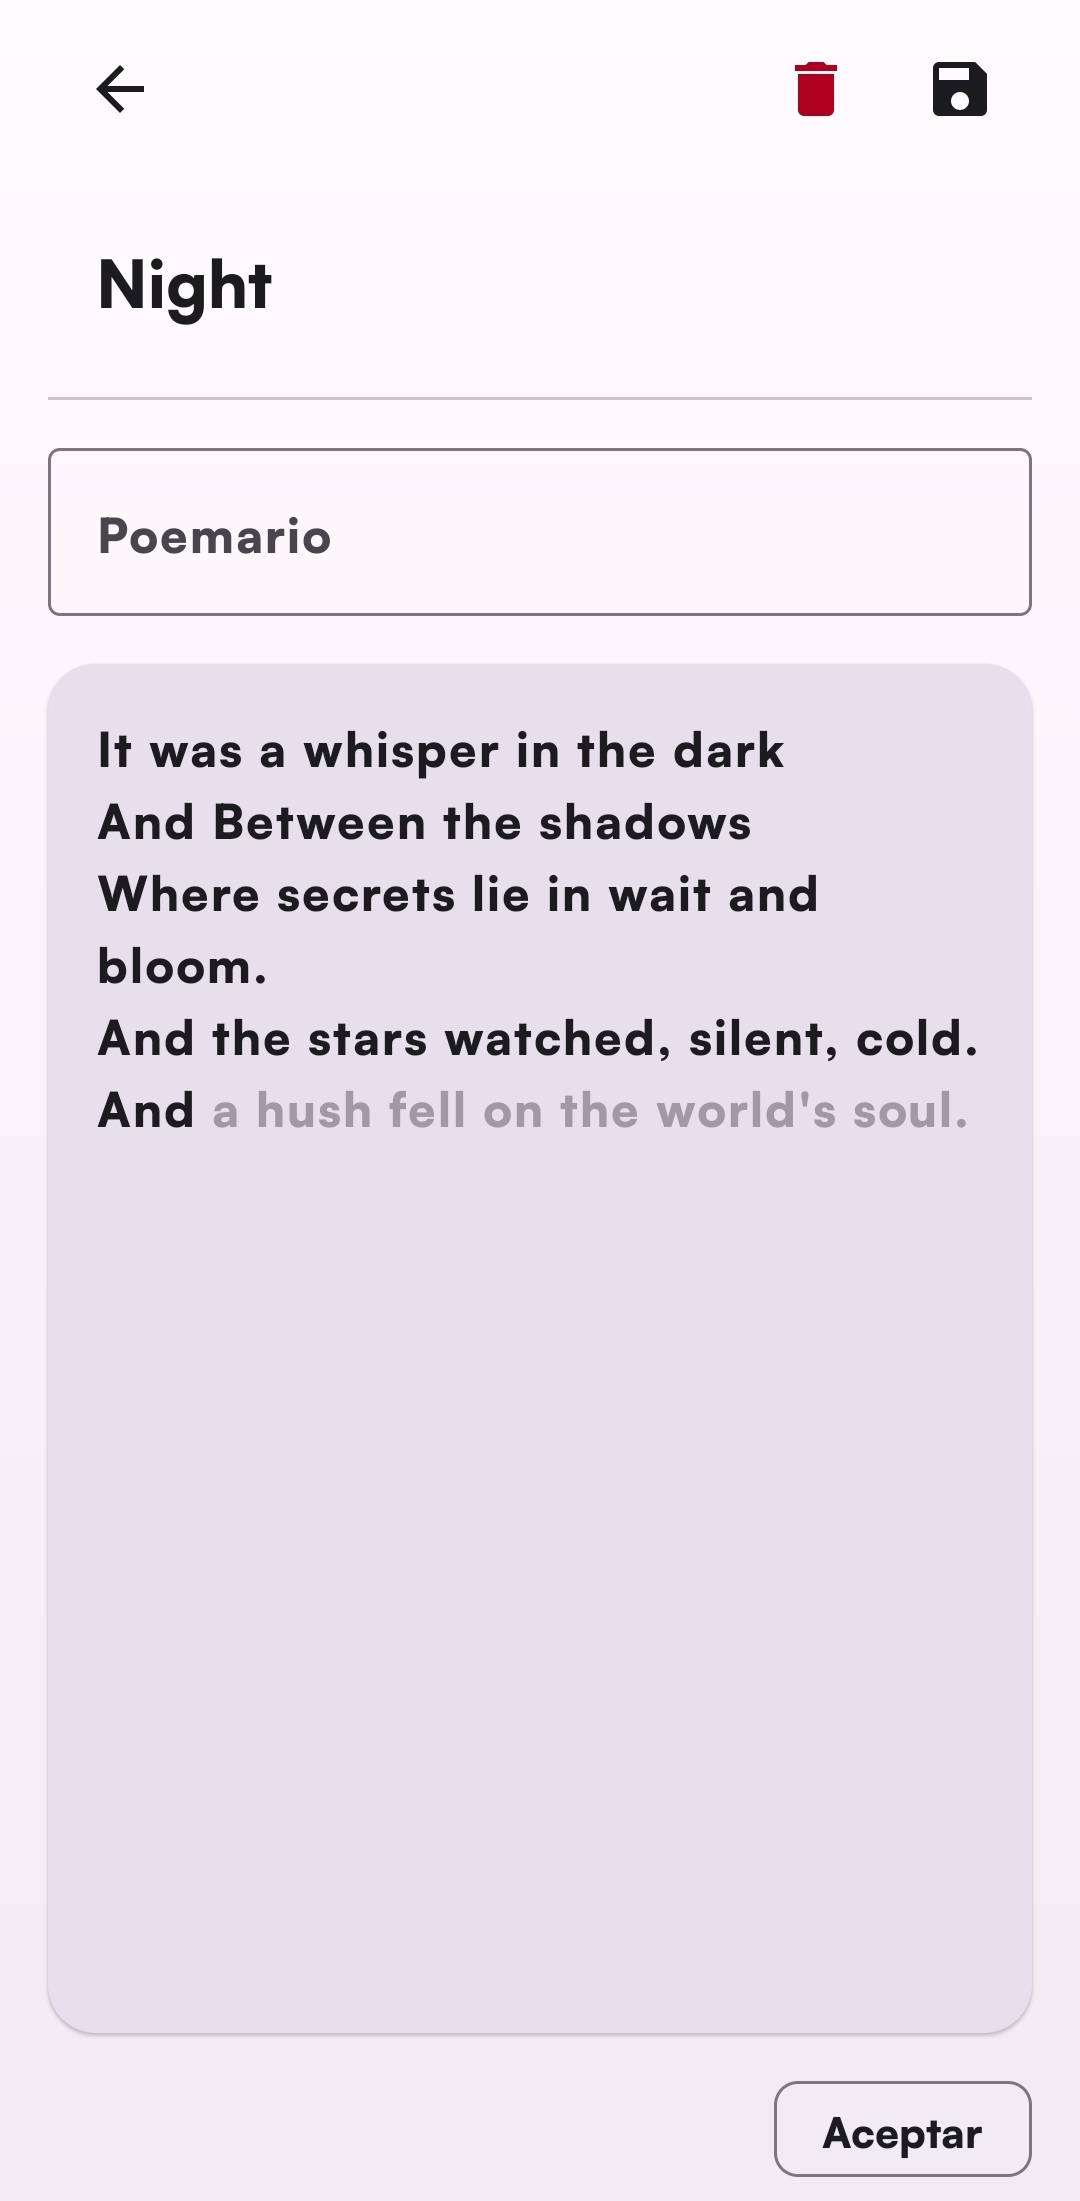 Night
Poemario
It was a whisper in the dark
And Between the shadows
Where secrets lie in wait and
bloom.
And the stars watched, silent, cold.
And a hush fell on the world's soul.
Aceptar